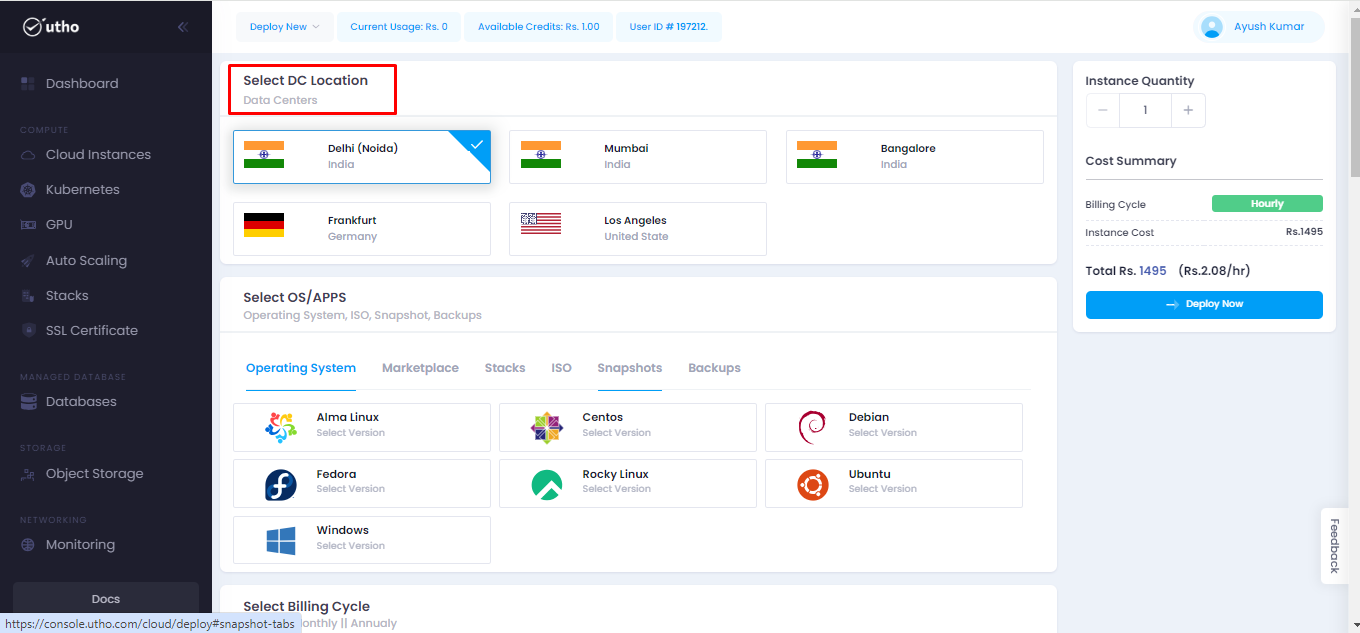 utho
Deploy New
Current Usage: Rs. 0
Available Credits: Rs. 1.00
User ID # 197212.
Ayush Kumar
Dashboard
COMPUTE
Cloud Instances
Kubernetes
GPU
Auto Scaling
Stacks
SSL Certificate
MANAGED DATABASE
Databases
STORAGE
Object Storage
NETWORKING
Monitoring
Docs
https://console.utho.com/cloud/deploy#snapshot-tabs
Select DC Location
Data Centers
Delhi (Noida)
India
Mumbai
India
Bangalore
India
Frankfurt
Germany
Los Angeles
United State
Select OS/APPS
Operating System, ISO, Snapshot, Backups
Operating System
Marketplace
Stacks
ISO
Snapshots
Backups
Alma Linux
Select Version
Centos
Select Version
Debian
Select Version
Fedora
Select Version
Rocky Linux
Select Version
Ubuntu
Select Version
Windows
Select Version
Select Billing Cycle
onthly || Annualy
Instance Quantity
1
Cost Summary
Billing Cycle Hourly
Instance Cost Rs.1495
Total Rs. 1495 (Rs.2.08/hr)
Deploy Now
Feedback